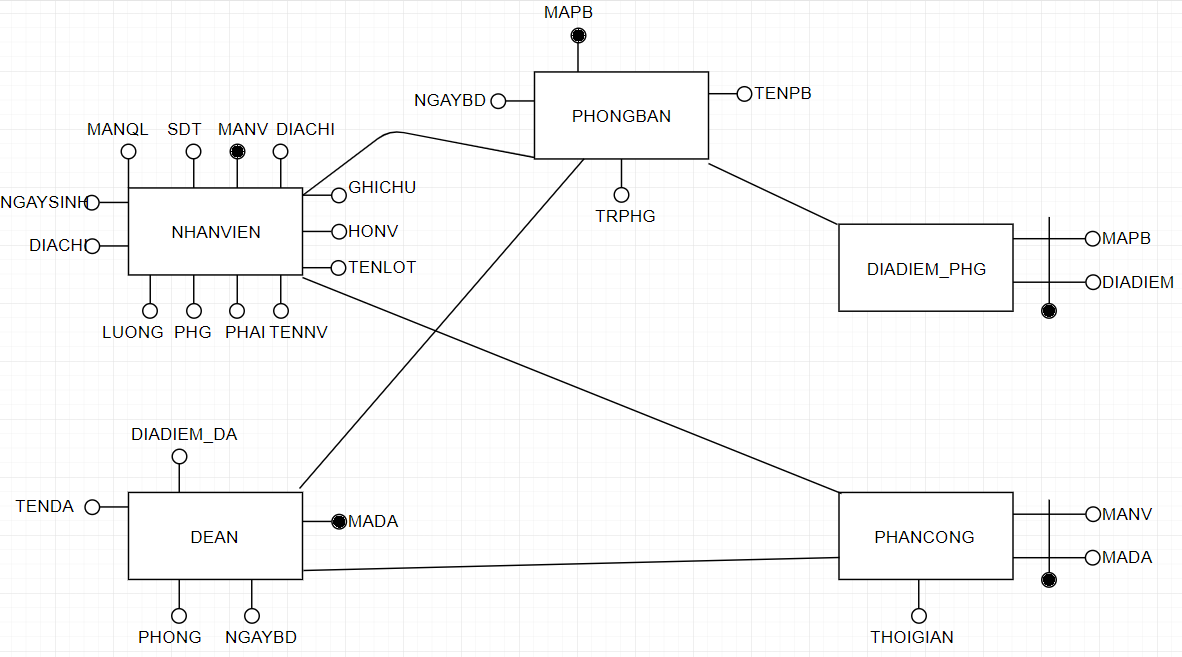 MAPB
NGAYBD
TENPB
PHONGBAN
TRPHG
MANQL SDT MANV DIACHI
NGAYSINH
DIACHI
NHANVIEN
GHICHU
HONV
TENLOT
LUONG PHG PHAI TENNV
DIADIEM_PHG
MAPB
DIADIEM
DIADIEM_DA
TENDA
DEAN
MADA
PHONG NGAYBD
PHANCONG
MANV
MADA
THOIGIAN